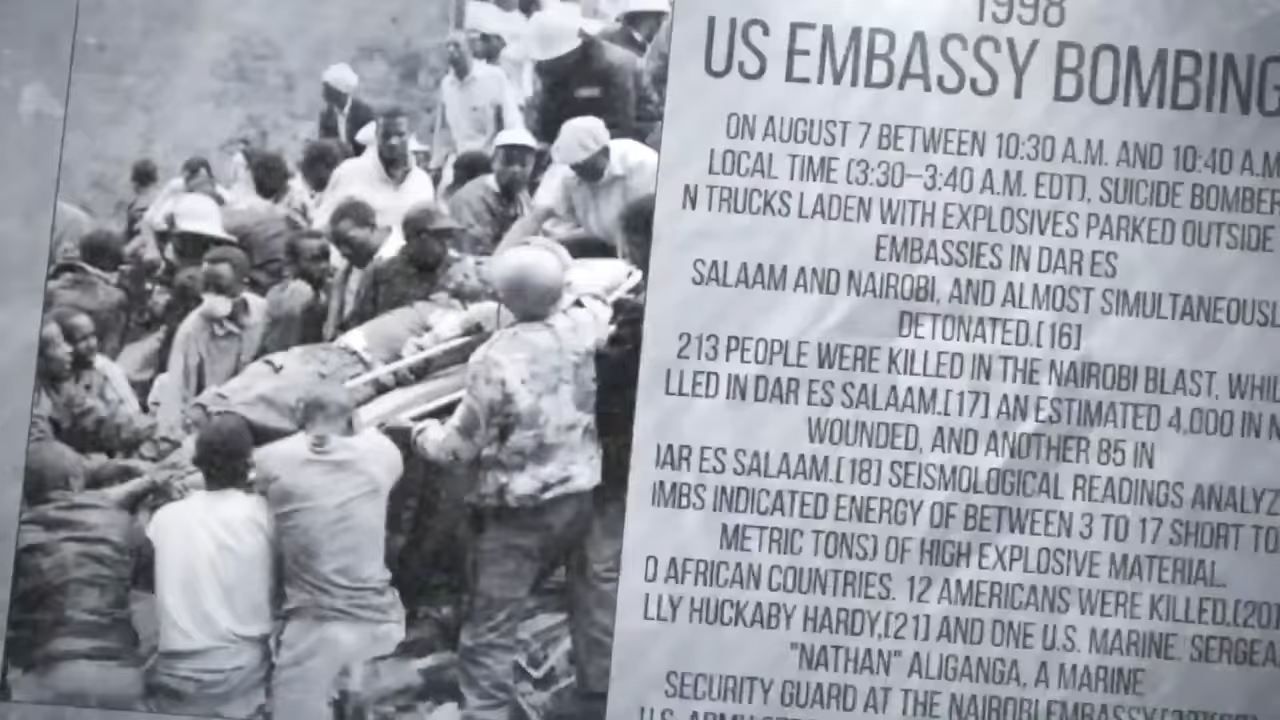 1998
US EMBASSY BOMBING
ON AUGUST 7 BETWEEN 10:30 A.M. AND 10:40 A.M
LOCAL TIME (3:30–3:40 A.M. EDT), SUICIDE BOMBER
N TRUCKS LADEN WITH EXPLOSIVES PARKED OUTSIDE
EMBASSIES IN DAR ES
SALAAM AND NAIROBI, AND ALMOST SIMULTANEOUSL
DETONATED.[16]
213 PEOPLE WERE KILLED IN THE NAIROBI BLAST, WHIL
LLED IN DAR ES SALAAM.[17] AN ESTIMATED 4,000 IN N
WOUNDED, AND ANOTHER 85 IN
DAR ES SALAAM.[18] SEISMOLOGICAL READINGS ANALYZ
MBS INDICATED ENERGY OF BETWEEN 3 TO 17 SHORT TO
METRIC TONS) OF HIGH EXPLOSIVE MATERIAL.
O AFRICAN COUNTRIES. 12 AMERICANS WERE KILLED,[20]
LLY HUCKABY HARDY,[21] AND ONE U.S. MARINE, SERGEA
"NATHAN" ALIGANGA, A MARINE
SECURITY GUARD AT THE NAIROBI EMBASSY
U.S. ARMY